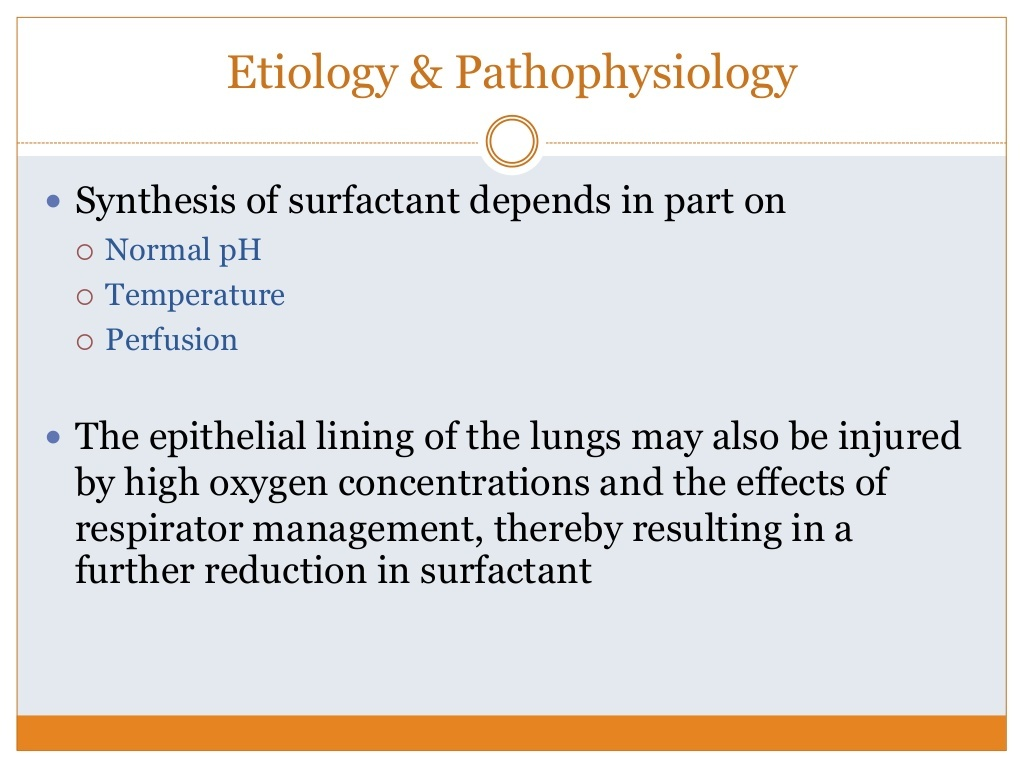 Etiology & Pathophysiology
Synthesis of surfactant depends in part on
Normal pH
Temperature
Perfusion
The epithelial lining of the lungs may also be injured
by high oxygen concentrations and the effects of
respirator management, thereby resulting in a
further reduction in surfactant